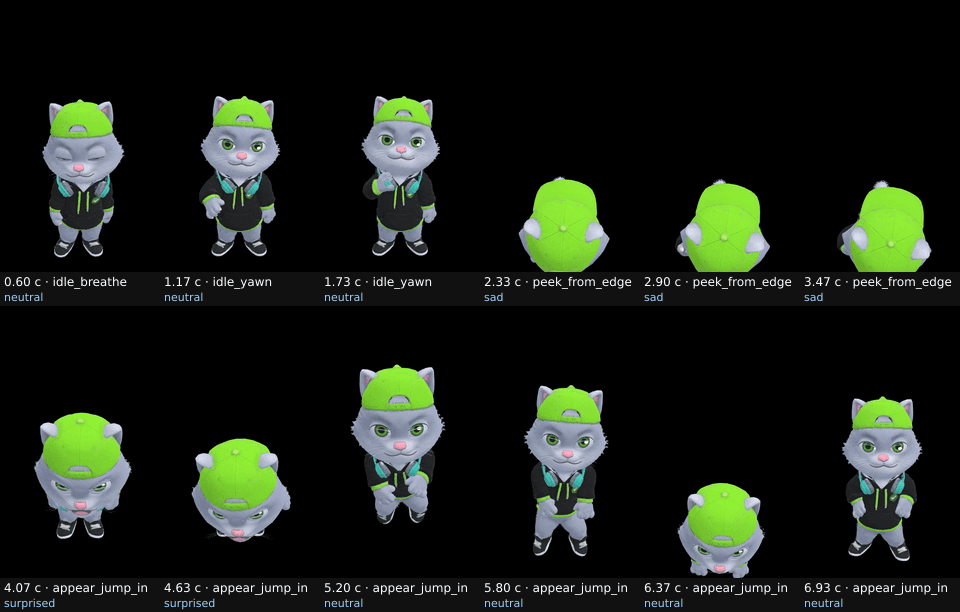 0.60 с · idle_breathe
neutral
1.17 с · idle_yawn
neutral
1.73 с · idle_yawn
neutral
2.33 с · peek_from_edge
sad
2.90 с · peek_from_edge
sad
3.47 с · peek_from_edge
sad
4.07 с · appear_jump_in
surprised
4.63 с · appear_jump_in
surprised
5.20 с · appear_jump_in
neutral
5.80 с · appear_jump_in
neutral
6.37 с · appear_jump_in
neutral
6.93 с · appear_jump_in
neutral